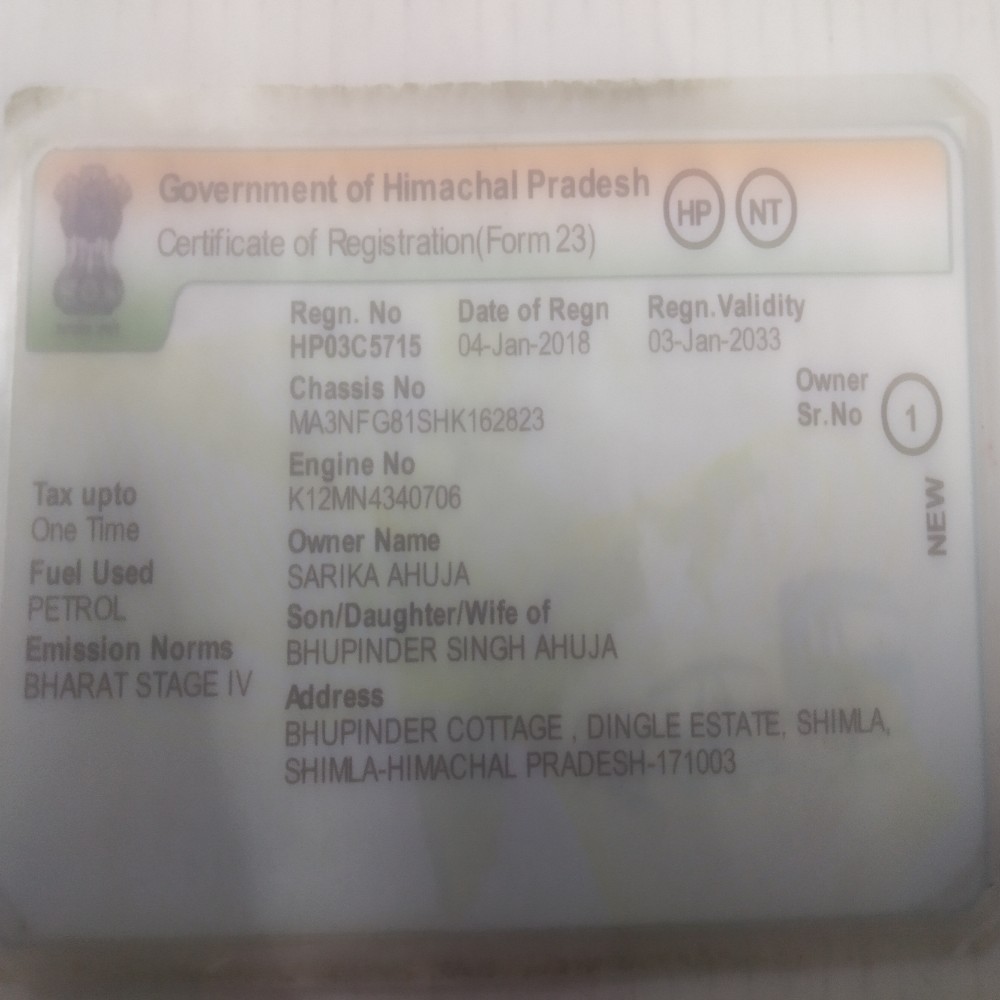 Government of Himachal Pradesh
HP NT
Certificate of Registration(Form 23)
Regn. No Date of Regn Regn.Validity
HP03C5715 04-Jan-2018 03-Jan-2033
Chassis No
MA3NFG81SHK162823
Owner
Sr.No 1
Engine No
K12MN4340706
NEW
Tax upto
One Time
Owner Name
SARIKA AHUJA
Fuel Used
PETROL
Son/Daughter/Wife of
BHUPINDER SINGH AHUJA
Emission Norms
BHARAT STAGE IV
Address
BHUPINDER COTTAGE , DINGLE ESTATE, SHIMLA,
SHIMLA-HIMACHAL PRADESH-171003